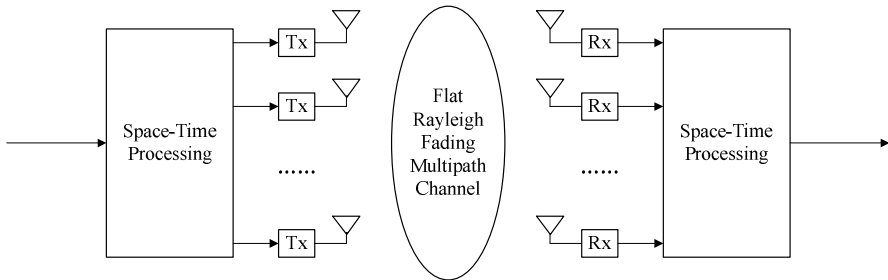 Space-Time
Processing
Tx
Tx
......
Tx
Flat
Rayleigh
Fading
Multipath
Channel
Rx
Rx
......
Rx
Space-Time
Processing